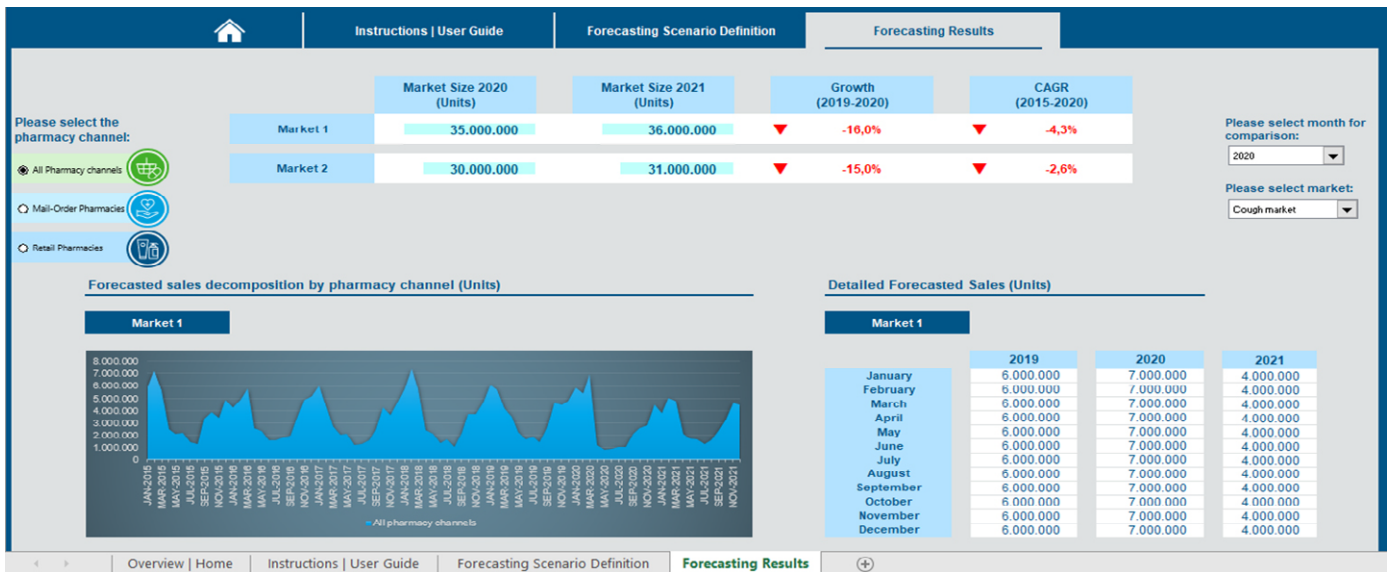 Instructions | User Guide
Forecasting Scenario Definition
Forecasting Results
Market Size 2020
(Units)
Market Size 2021
(Units)
Growth
(2019-2020)
CAGR
(2015-2020)
Please select the
pharmacy channel:
Market 1
35.000.000
36.000.000
-16,0%
-4,3%
Please select month for
comparison:
2020
All Pharmacy channels
Market 2
30.000.000
31.000.000
-15,0%
-2,6%
Please select market:
Mail-Order Pharmacies
Cough market
Retail Pharmacies
Forecasted sales decomposition by pharmacy channel (Units)
Detailed Forecasted Sales (Units)
Market 1
Market 1
8.000.000
7.000.000
6.000.000
5.000.000
4.000.000
3.000.000
2.000.000
1.000.000
0
JAN-2015
MAR-2015
MAY-2015
JUL-2015
SEP-2015
NOV-2015
JAN-2016
MAR-2016
MAY-2016
JUL-2016
SEP-2016
NOV-2016
JAN-2017
MAR-2017
MAY-2017
JUL-2017
SEP-2017
NOV-2017
JAN-2018
MAR-2018
MAY-2018
JUL-2018
SEP-2018
NOV-2018
JAN-2019
MAR-2019
MAY-2019
JUL-2019
SEP-2019
NOV-2019
JAN-2020
MAR-2020
MAY-2020
JUL-2020
SEP-2020
NOV-2020
JAN-2021
MAR-2021
MAY-2021
JUL-2021
SEP-2021
NOV-2021
All pharmacy channels
2019 2020 2021
January 6.000.000 7.000.000 4.000.000
February 6.000.000 7.000.000 4.000.000
March 6.000.000 7.000.000 4.000.000
April 6.000.000 7.000.000 4.000.000
May 6.000.000 7.000.000 4.000.000
June 6.000.000 7.000.000 4.000.000
July 6.000.000 7.000.000 4.000.000
August 6.000.000 7.000.000 4.000.000
September 6.000.000 7.000.000 4.000.000
October 6.000.000 7.000.000 4.000.000
November 6.000.000 7.000.000 4.000.000
December 6.000.000 7.000.000 4.000.000
Overview | Home
Instructions | User Guide
Forecasting Scenario Definition
Forecasting Results